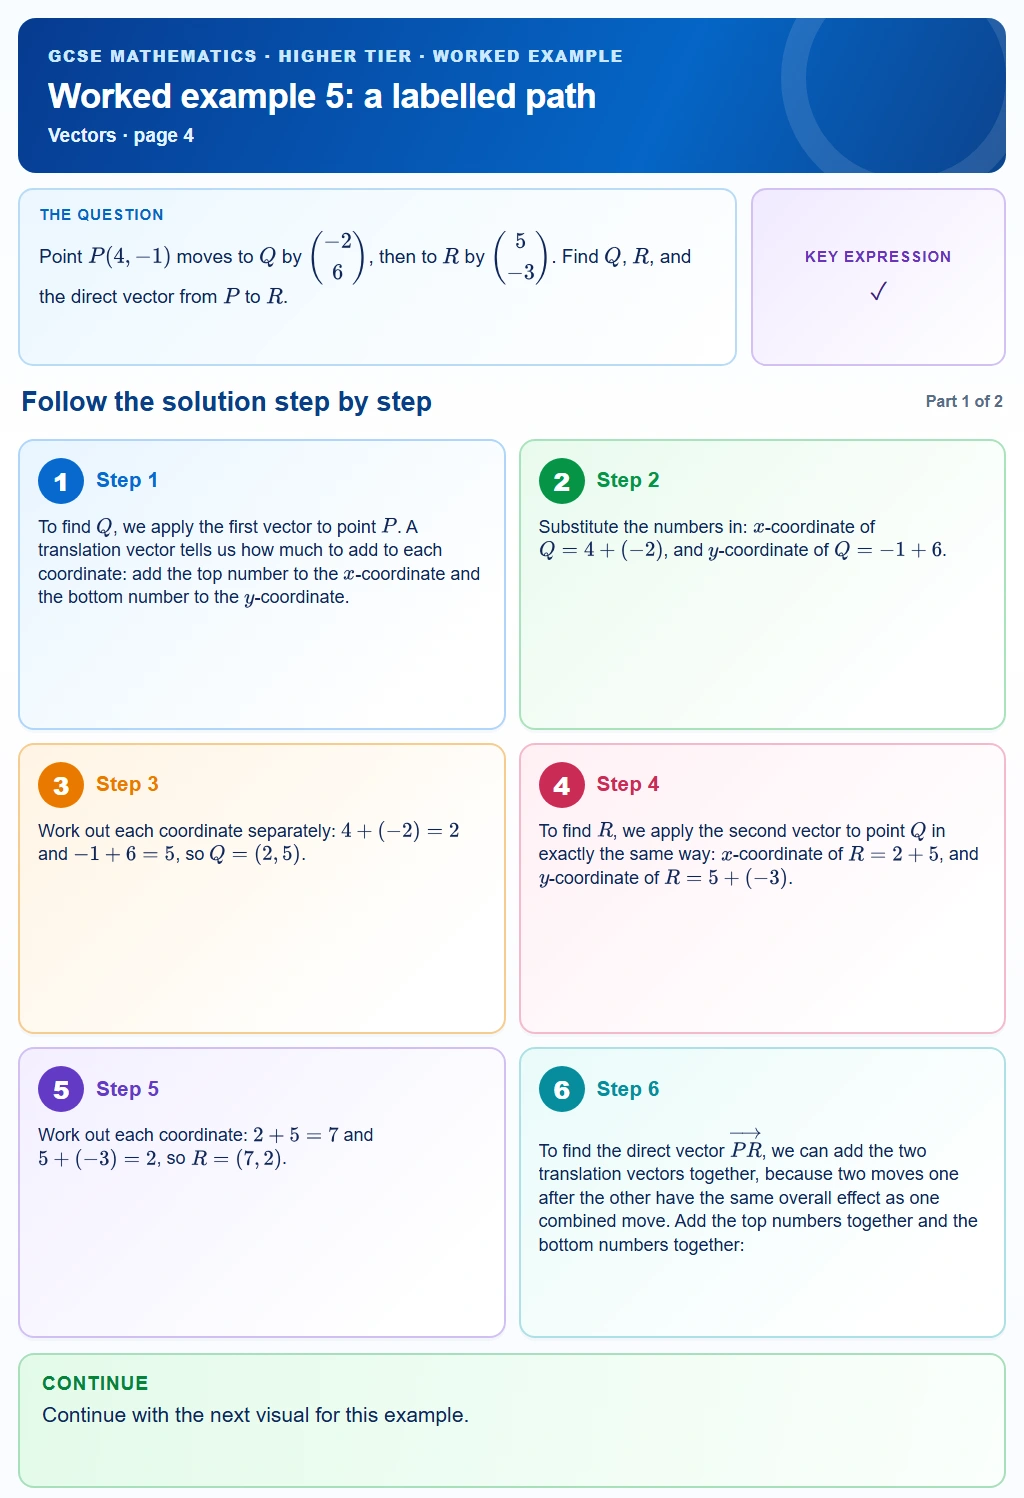 GCSE MATHEMATICS · HIGHER TIER · WORKED EXAMPLE
Worked example 5: a labelled path
Vectors · page 4
THE QUESTION
Point P(4, −1) moves to Q by (−2 6), then to R by (5 −3). Find Q, R, and
the direct vector from P to R.
KEY EXPRESSION
✓
Follow the solution step by step
Part 1 of 2
1 Step 1
To find Q, we apply the first vector to point P. A
translation vector tells us how much to add to each
coordinate: add the top number to the x-coordinate and
the bottom number to the y-coordinate.
2 Step 2
Substitute the numbers in: x-coordinate of
Q = 4 + (−2), and y-coordinate of Q = −1 + 6.
3 Step 3
Work out each coordinate separately: 4 + (−2) = 2
and −1 + 6 = 5, so Q = (2, 5).
4 Step 4
To find R, we apply the second vector to point Q in
exactly the same way: x-coordinate of R = 2 + 5, and
y-coordinate of R = 5 + (−3).
5 Step 5
Work out each coordinate: 2 + 5 = 7 and
5 + (−3) = 2, so R = (7, 2).
6 Step 6
To find the direct vector P⃗R⃗, we can add the two
translation vectors together, because two moves one
after the other have the same overall effect as one
combined move. Add the top numbers together and the
bottom numbers together:
CONTINUE
Continue with the next visual for this example.